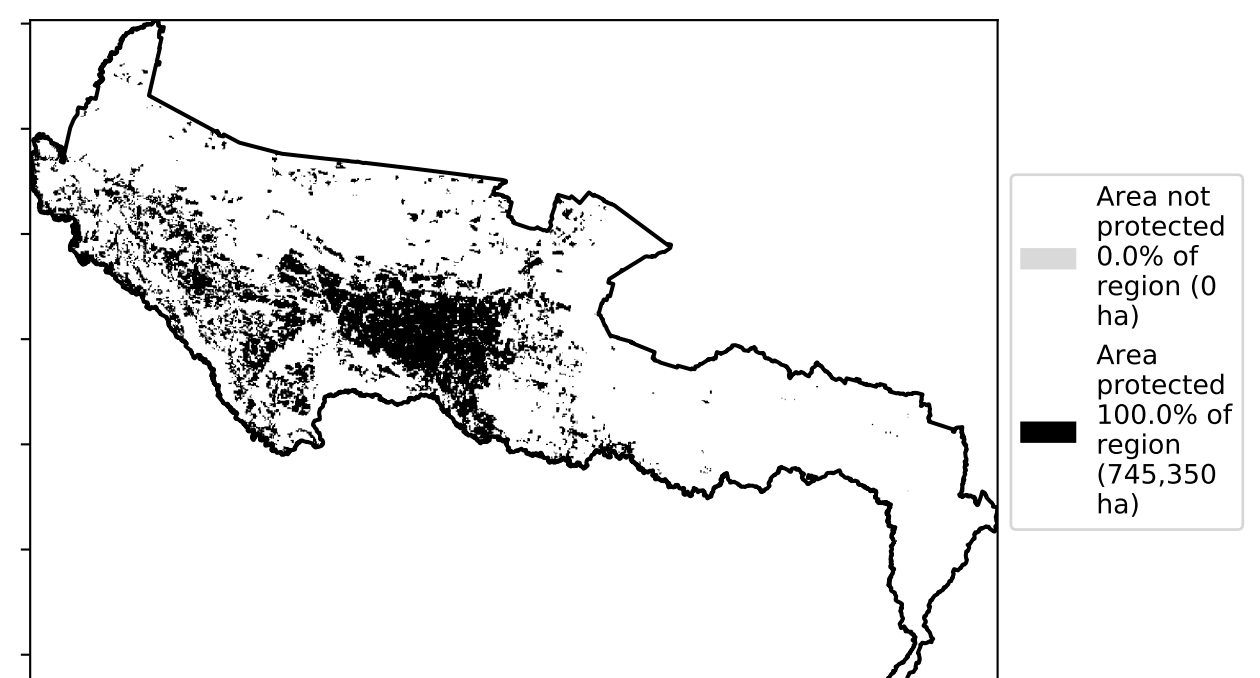 Area not
protected
0.0% of
region (0
ha)
Area
protected
100.0% of
region
(745,350
ha)